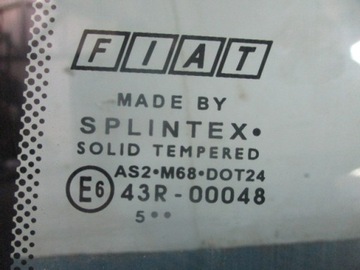 FIAT
MADE BY
SPLINTEX•
SOLID TEMPERED
AS2•M68•DOT24
E6 43R-00048
5••